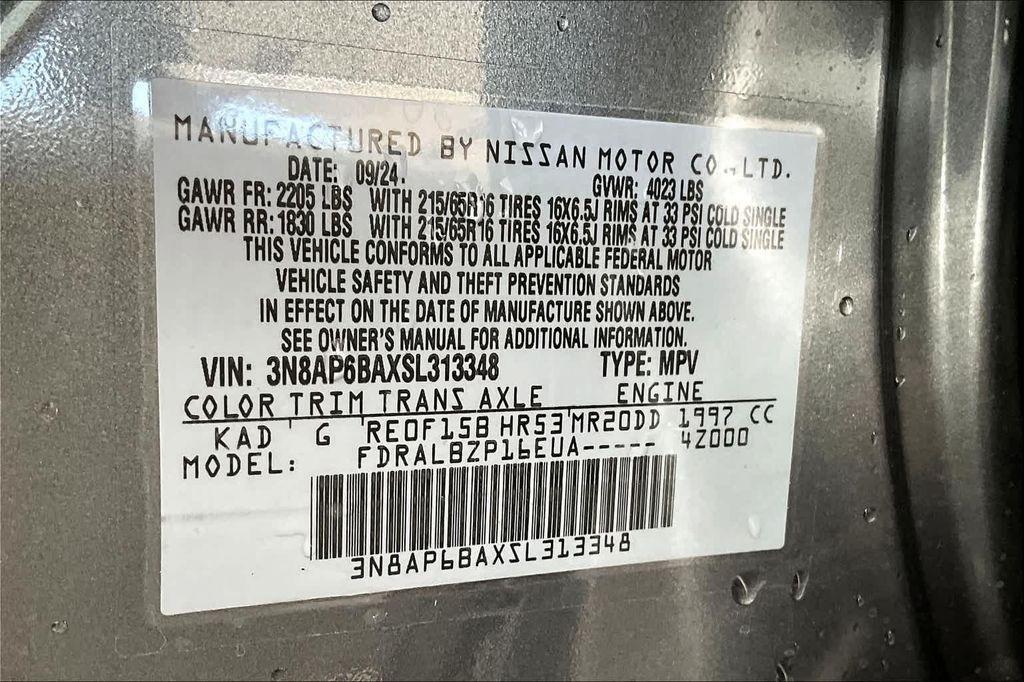 MANUFACTURED BY NISSAN MOTOR CO., LTD.
DATE: 09/24. GVWR: 4023 LBS
GAWR FR: 2205 LBS WITH 215/65R16 TIRES 16X6.5J RIMS AT 33 PSI COLD SINGLE
GAWR RR: 1830 LBS WITH 215/65R16 TIRES 16X6.5J RIMS AT 33 PSI COLD SINGLE
THIS VEHICLE CONFORMS TO ALL APPLICABLE FEDERAL MOTOR
VEHICLE SAFETY AND THEFT PREVENTION STANDARDS
IN EFFECT ON THE DATE OF MANUFACTURE SHOWN ABOVE.
SEE OWNER'S MANUAL FOR ADDITIONAL INFORMATION.
VIN: 3N8AP6BAXSL313348 TYPE: MPV
COLOR TRIM TRANS AXLE ENGINE
KAD G RE0F15B HR53 MR20DD 1997 CC
MODEL: FDRALBZP16EUA----- 4Z000
3N8AP6BAXSL313348